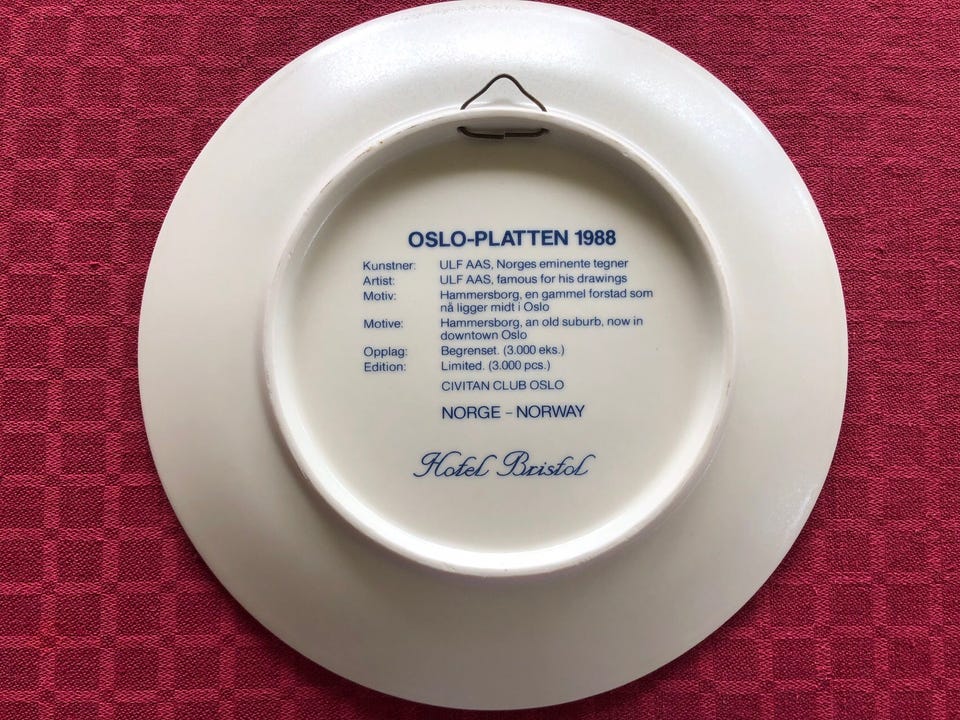 OSLO-PLATTEN 1988
Kunstner: ULF AAS, Norges eminente tegner
Artist: ULF AAS, famous for his drawings
Motiv: Hammersborg, en gammel forstad som
nå ligger midt i Oslo
Motive: Hammersborg, an old suburb, now in
downtown Oslo
Opplag: Begrenset. (3.000 eks.)
Edition: Limited. (3.000 pcs.)
CIVITAN CLUB OSLO
NORGE – NORWAY
Hotel Bristol